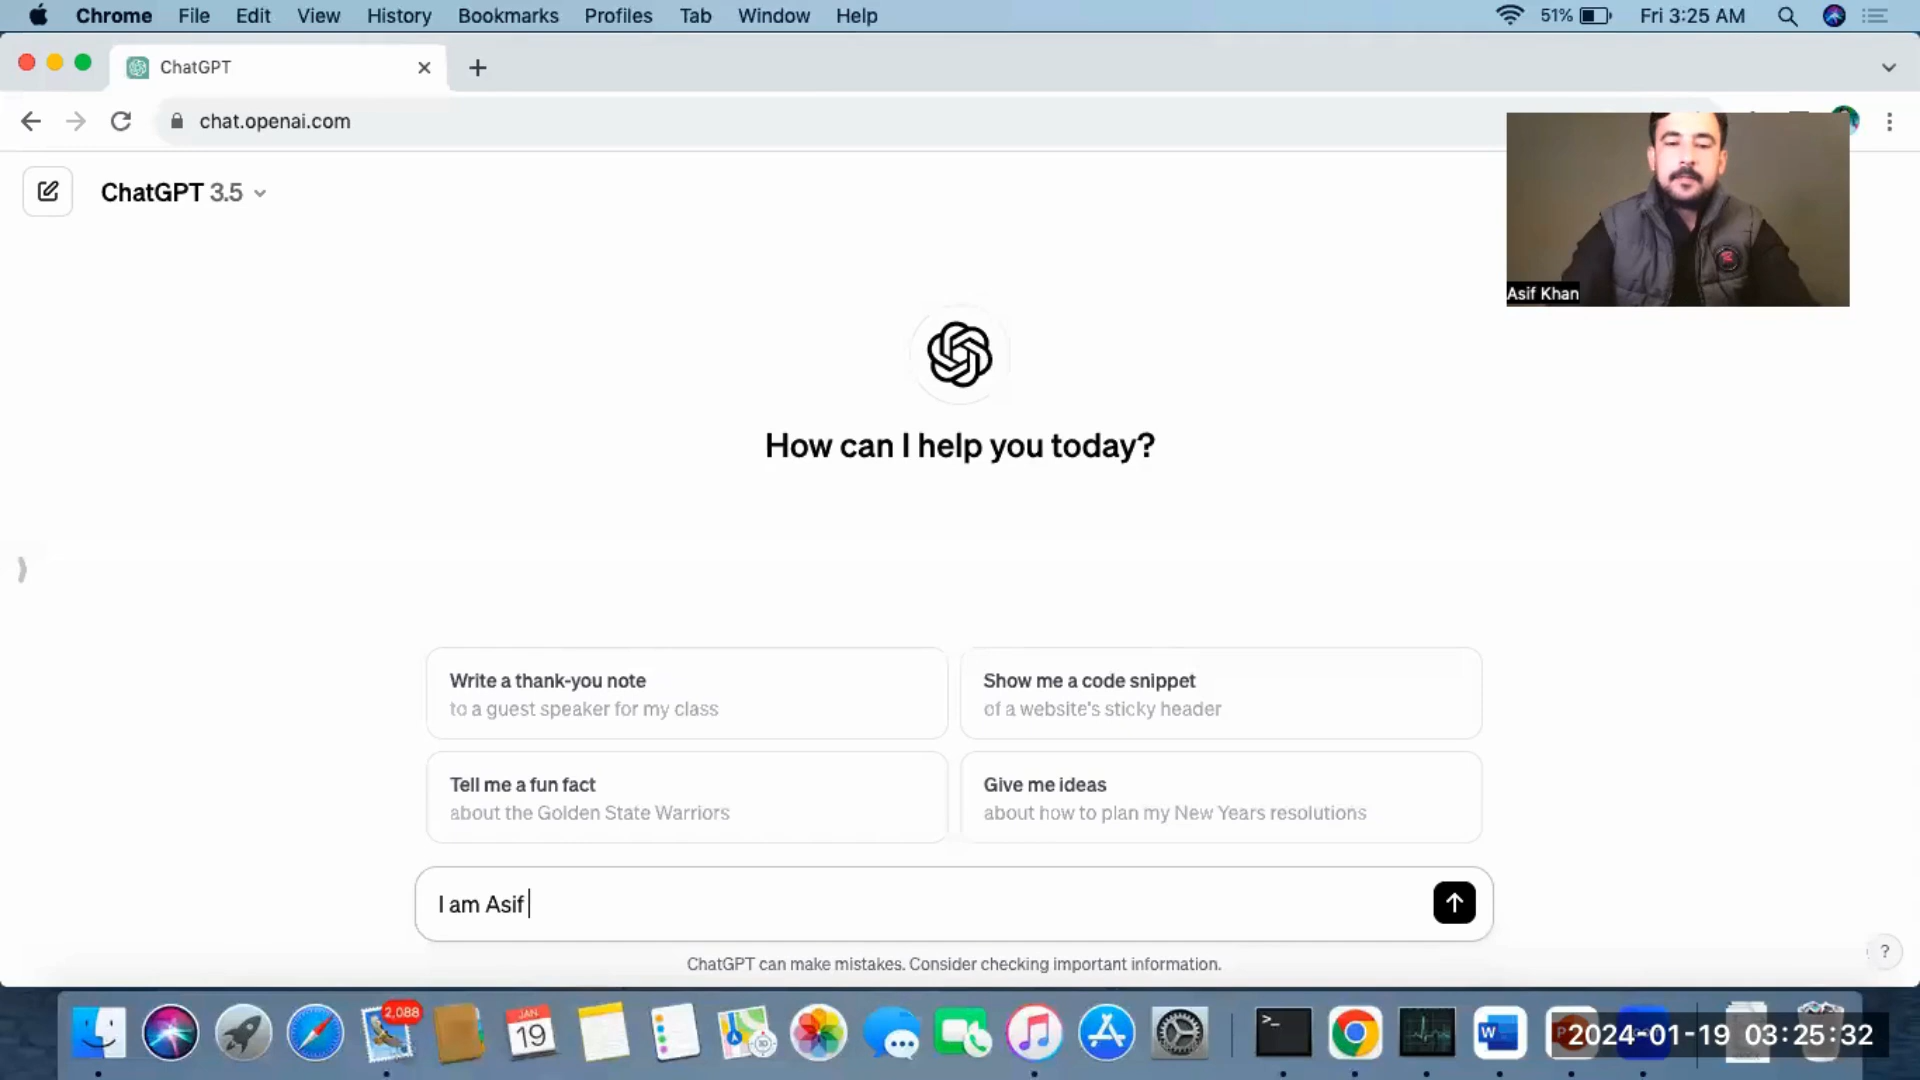 Chrome File Edit View History Bookmarks Profiles Tab Window Help 51% Fri 3:25 AM
ChatGPT
chat.openai.com
ChatGPT 3.5
Asif Khan
How can I help you today?
Write a thank-you note
to a guest speaker for my class
Show me a code snippet
of a website's sticky header
Tell me a fun fact
about the Golden State Warriors
Give me ideas
about how to plan my New Years resolutions
I am Asif
ChatGPT can make mistakes. Consider checking important information.
?
2,088
JAN
19
>_
W
2024-01-19 03:25:32